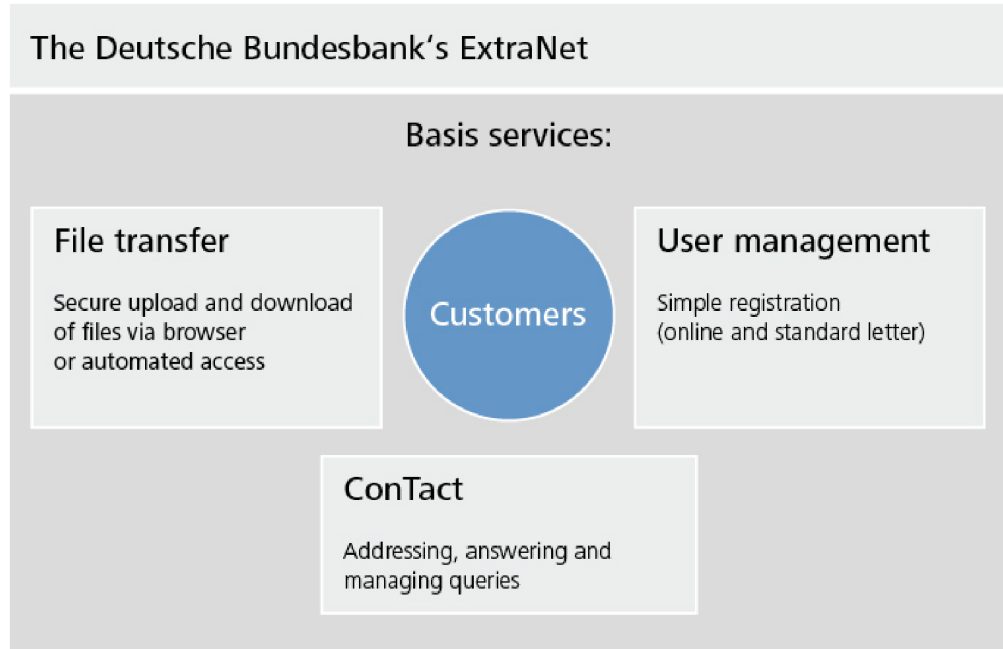 The Deutsche Bundesbank‘s ExtraNet
Basis services:
File transfer
Secure upload and download
of files via browser
or automated access
Customers
User management
Simple registration
(online and standard letter)
ConTact
Addressing, answering and
managing queries